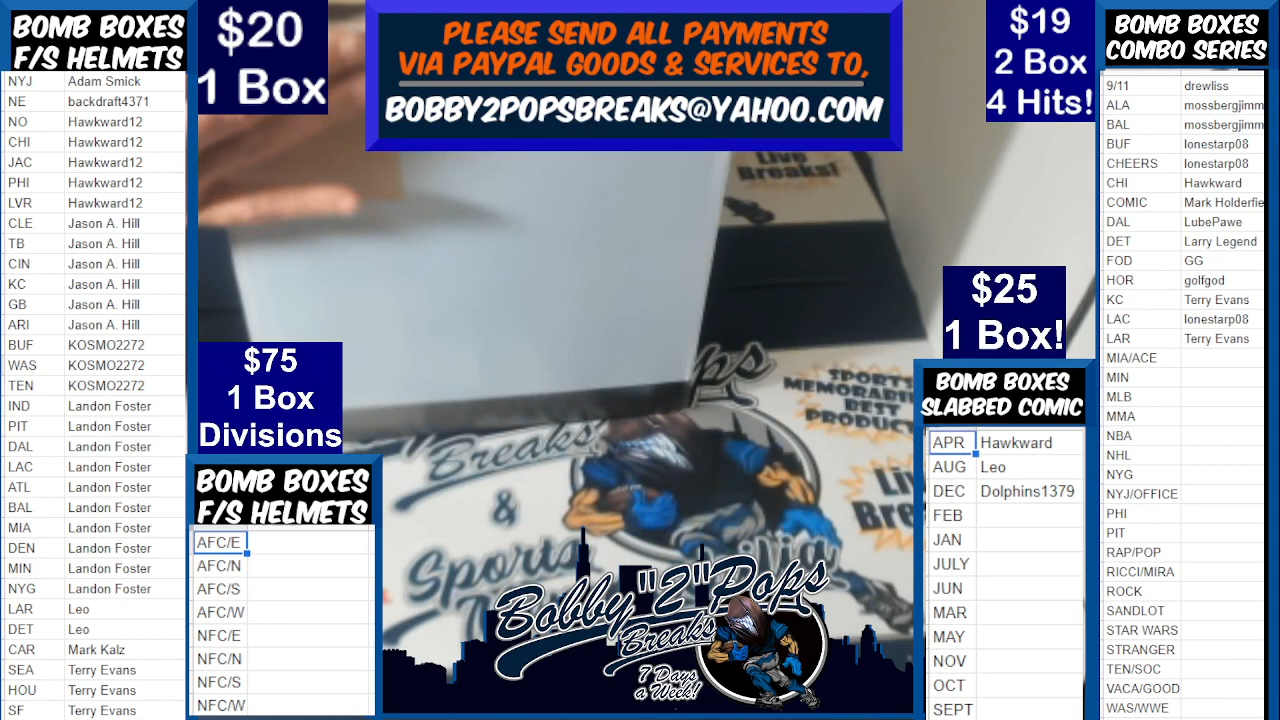 BOMB BOXES
F/S HELMETS
NYJ Adam Smick
NE backdraft4371
NO Hawkward12
CHI Hawkward12
JAC Hawkward12
PHI Hawkward12
LVR Hawkward12
CLE Jason A. Hill
TB Jason A. Hill
CIN Jason A. Hill
KC Jason A. Hill
GB Jason A. Hill
ARI Jason A. Hill
BUF KOSMO2272
WAS KOSMO2272
TEN KOSMO2272
IND Landon Foster
PIT Landon Foster
DAL Landon Foster
LAC Landon Foster
ATL Landon Foster
BAL Landon Foster
MIA Landon Foster
DEN Landon Foster
MIN Landon Foster
NYG Landon Foster
LAR Leo
DET Leo
CAR Mark Kalz
SEA Terry Evans
HOU Terry Evans
SF Terry Evans
$20
1 Box
$75
1 Box
Divisions
BOMB BOXES
F/S HELMETS
AFC/E
AFC/N
AFC/S
AFC/W
NFC/E
NFC/N
NFC/S
NFC/W
PLEASE SEND ALL PAYMENTS
VIA PAYPAL GOODS & SERVICES TO,
BOBBY2POPSBREAKS@YAHOO.COM
Live
Breaks!
Pops
Breaks
&
Sports
SPORTS
MEMORABI
BEST
PRODUCT
Live
Bre
Bobby "2" Pops
Breaks
7 Days
a Week!
$19
2 Box
4 Hits!
$25
1 Box!
BOMB BOXES
SLABBED COMIC
APR Hawkward
AUG Leo
DEC Dolphins1379
FEB
JAN
JULY
JUN
MAR
MAY
NOV
OCT
SEPT
BOMB BOXES
COMBO SERIES
9/11 drewliss
ALA mossbergjimm
BAL mossbergjimm
BUF lonestarp08
CHEERS lonestarp08
CHI Hawkward
COMIC Mark Holderfie
DAL LubePawe
DET Larry Legend
FOD GG
HOR golfgod
KC Terry Evans
LAC lonestarp08
LAR Terry Evans
MIA/ACE
MIN
MLB
MMA
NBA
NHL
NYG
NYJ/OFFICE
PHI
PIT
RAP/POP
RICCI/MIRA
ROCK
SANDLOT
STAR WARS
STRANGER
TEN/SOC
VACA/GOOD
WAS/WWE